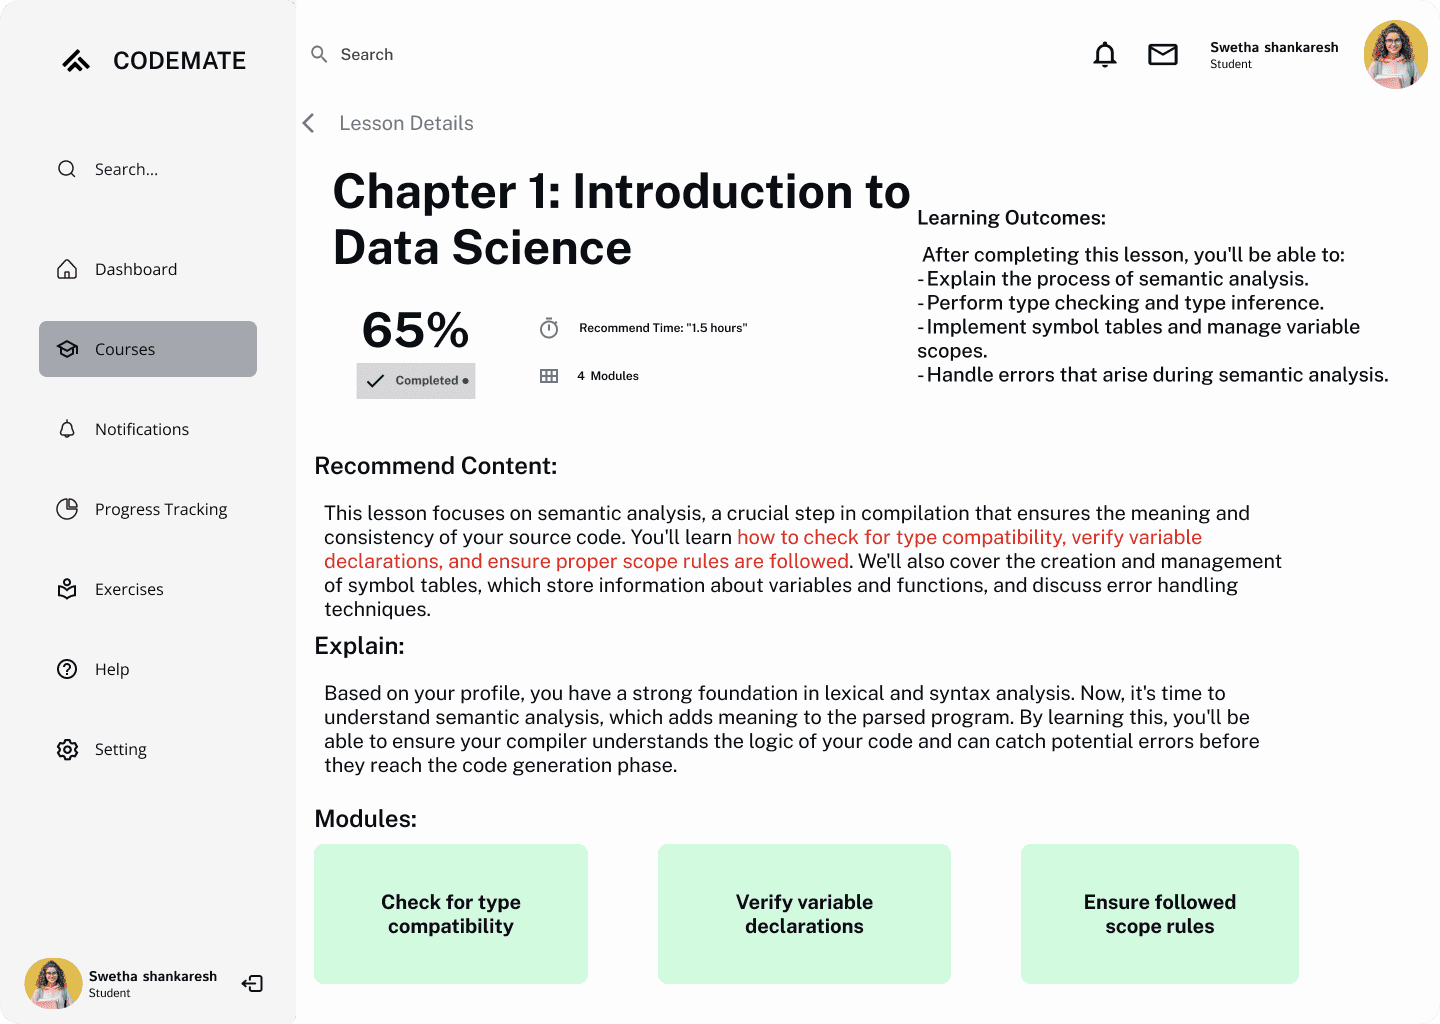 CODEMATE
Search...
Dashboard
Courses
Notifications
Progress Tracking
Exercises
Help
Setting
Swetha shankaresh
Student
Search
Swetha shankaresh
Student
Lesson Details
Chapter 1: Introduction to
Data Science
65%
Completed
Recommend Time: "1.5 hours"
4 Modules
Learning Outcomes:
After completing this lesson, you'll be able to:
-Explain the process of semantic analysis.
-Perform type checking and type inference.
-Implement symbol tables and manage variable
scopes.
-Handle errors that arise during semantic analysis.
Recommend Content:
This lesson focuses on semantic analysis, a crucial step in compilation that ensures the meaning and
consistency of your source code. You'll learn how to check for type compatibility, verify variable
declarations, and ensure proper scope rules are followed. We'll also cover the creation and management
of symbol tables, which store information about variables and functions, and discuss error handling
techniques.
Explain:
Based on your profile, you have a strong foundation in lexical and syntax analysis. Now, it's time to
understand semantic analysis, which adds meaning to the parsed program. By learning this, you'll be
able to ensure your compiler understands the logic of your code and can catch potential errors before
they reach the code generation phase.
Modules:
Check for type
compatibility
Verify variable
declarations
Ensure followed
scope rules